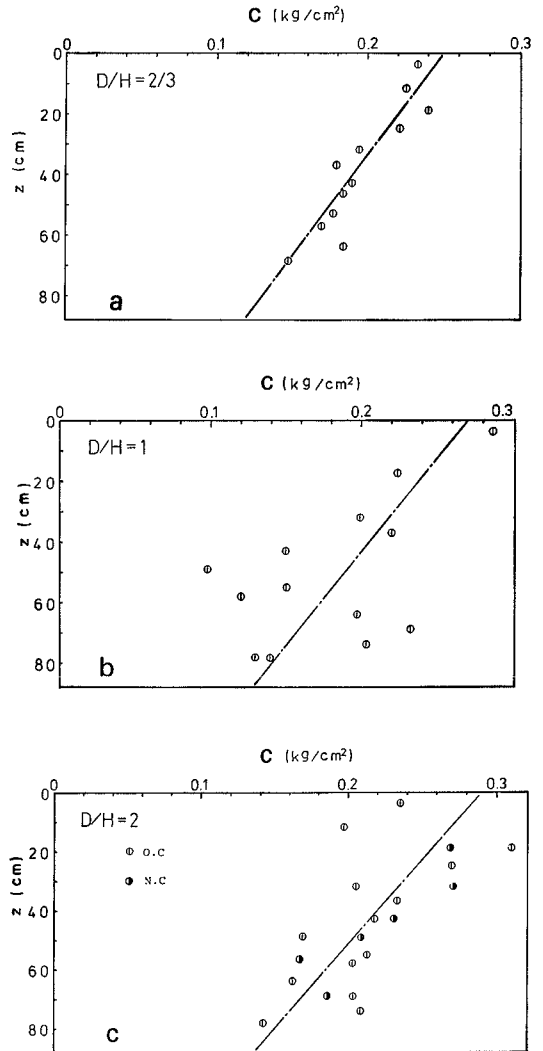 C (kg/cm²)
0 0.1 0.2 0.3
0
D/H=2/3
20
z (cm)
40
60
80
a
C (kg/cm²)
0 0.1 0.2 0.3
0
D/H=1
20
z (cm)
40
60
80
b
C (kg/cm²)
0 0.1 0.2 0.3
0
D/H=2
O.C
20
N.C
z (cm)
40
60
80
c